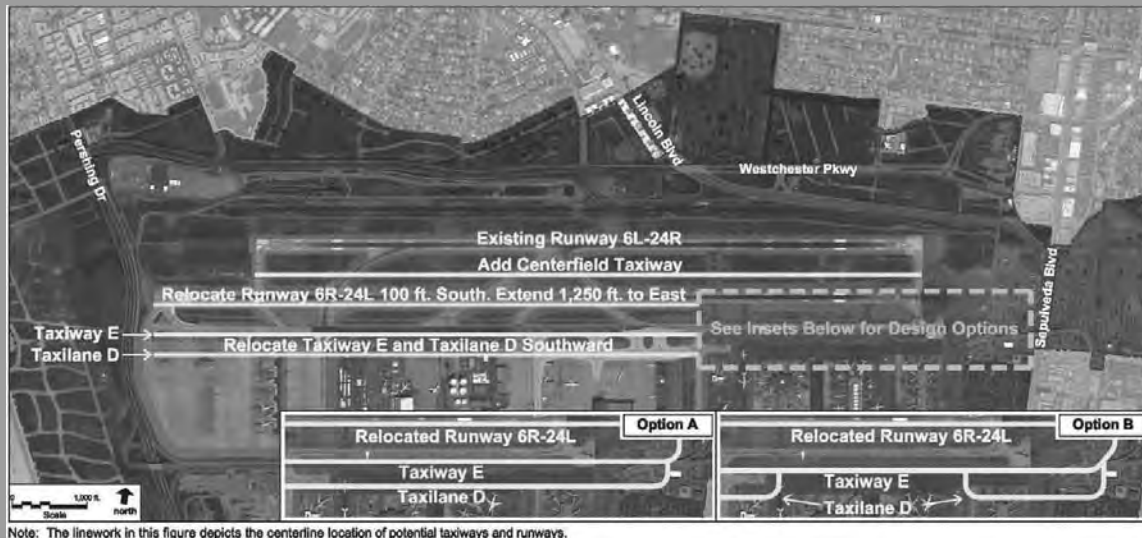 Pershing Dr
Lincoln Blvd
Westchester Pkwy
Sepulveda Blvd
Existing Runway 6L-24R
Add Centerfield Taxiway
Relocate Runway 6R-24L 100 ft. South. Extend 1,250 ft. to East
See Insets Below for Design Options
Taxiway E
Taxilane D
Relocate Taxiway E and Taxilane D Southward
Option A
Relocated Runway 6R-24L
Taxiway E
Taxilane D
Option B
Relocated Runway 6R-24L
Taxiway E
Taxilane D
0 1,000 ft.
Scale
north
Note: The linework in this figure depicts the centerline location of potential taxiways and runways.